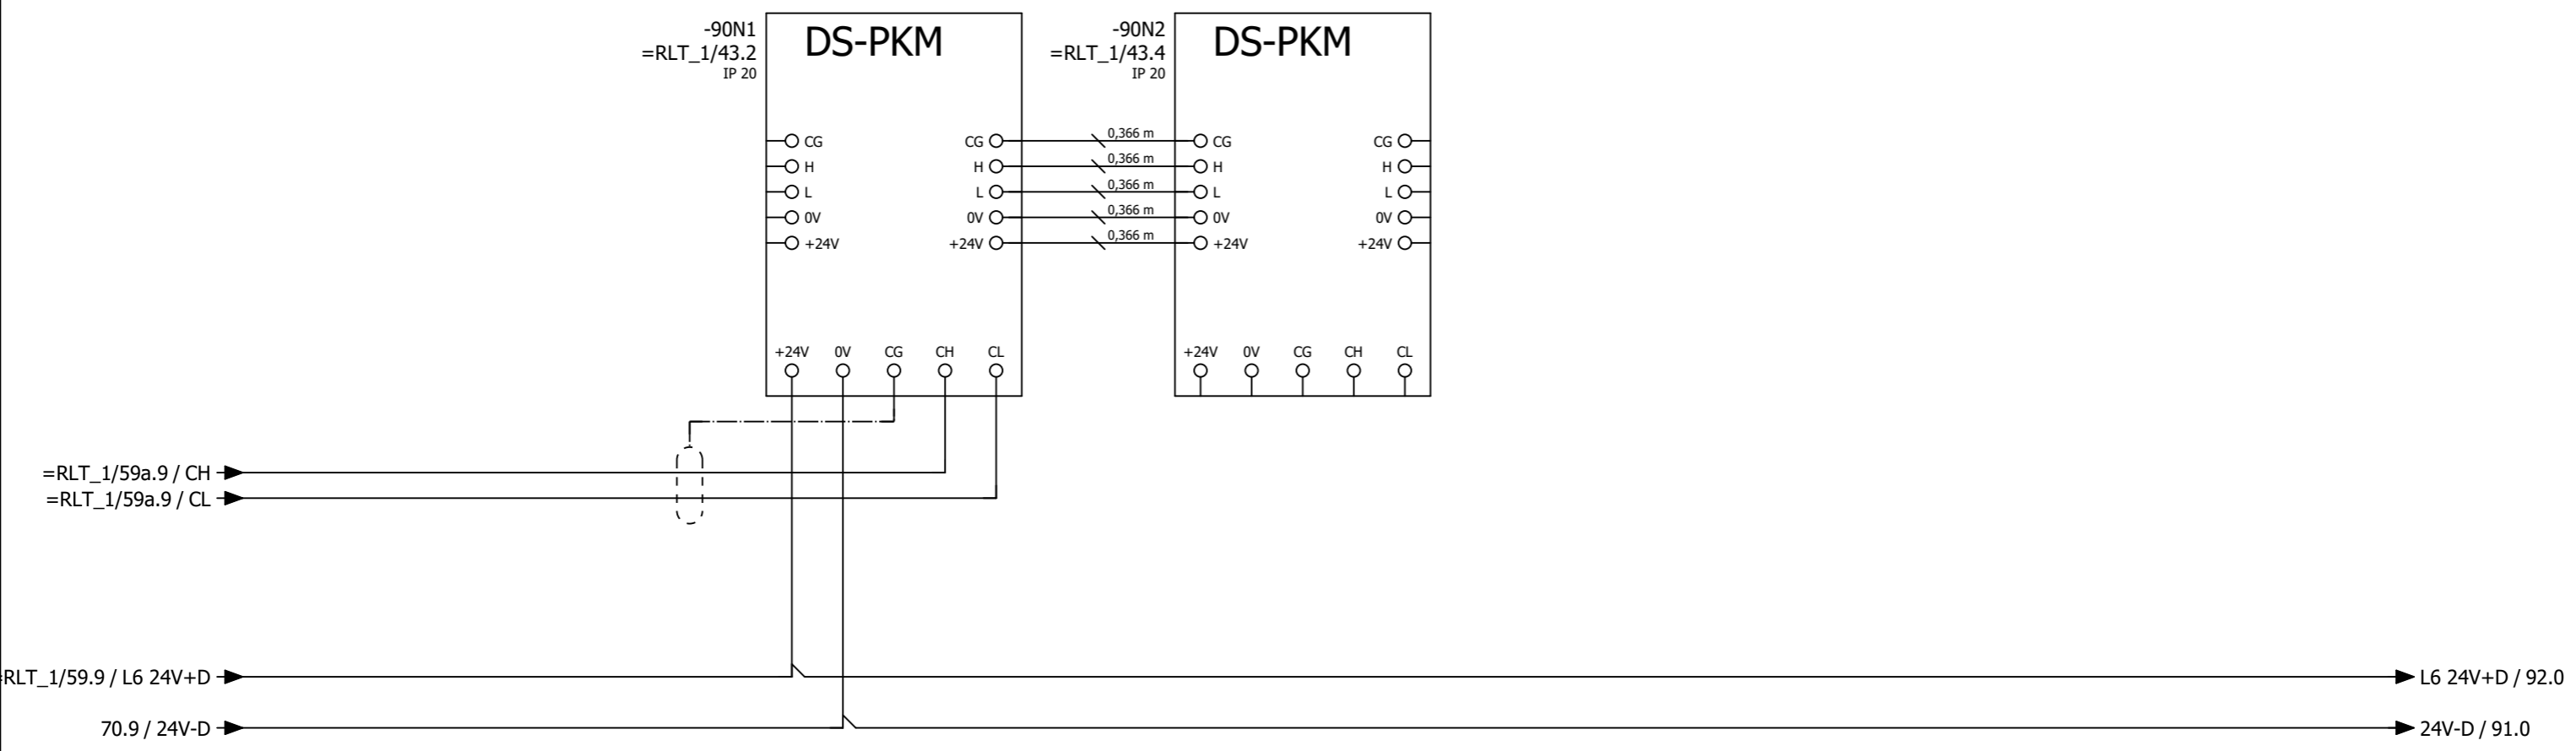 -90N1
=RLT_1/43.2
IP 20
DS-PKM
-90N2
=RLT_1/43.4
IP 20
DS-PKM
CG CG 0,366 m CG CG
H H 0,366 m H H
L L 0,366 m L L
0V 0V 0,366 m 0V 0V
+24V +24V 0,366 m +24V +24V
+24V 0V CG CH CL +24V 0V CG CH CL
=RLT_1/59a.9 / CH
=RLT_1/59a.9 / CL
RLT_1/59.9 / L6 24V+D L6 24V+D / 92.0
70.9 / 24V-D 24V-D / 91.0